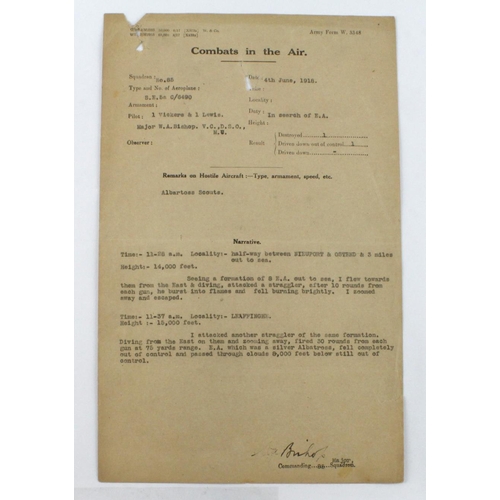 Army Form W. 3348
Combats in the Air.
Squadron: No.85
Date: 4th June, 1918.
Type and No. of Aeroplane:
S.E.5a C/6490
Locality:
Armament:
Duty: In search of E.A.
Pilot: 1 Vickers & 1 Lewis.
Height:
Major W.A.Bishop, V.C.,D.S.O.,
M.M.
Destroyed 1
Observer:
Result
Driven down out of control 1
Driven down "
Remarks on Hostile Aircraft :—Type, armament, speed, etc.
Albatross Scouts.
Narrative.
Time:- 11-28 a.m. Locality:- half-way between NIEUPORT & OSTEND & 2 miles
out to sea.
Height:- 14,000 feet.
Seeing a formation of 8 E.A. out to sea, I flew towards
them from the East & diving, attacked a straggler, after 10 rounds from
each gun, he burst into flames and fell burning brightly. I zoomed
away and escaped.
Time:- 11-37 a.m. Locality:- LEAFFINGHE.
Height :- 15,000 feet.
I attacked another straggler of the same formation.
Diving from the East on them and zooming away, fired 20 rounds from each
gun at 75 yards range. E.A. which was a silver Albatross, fell completely
out of control and passed through clouds 8,000 feet below still out of
control.
Bishop
Major,
Commanding 85 Squadron.